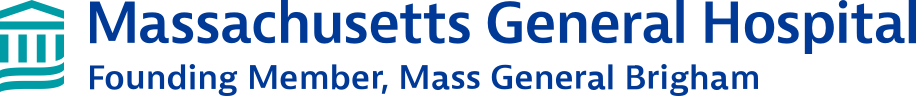 Massachusetts General Hospital
Founding Member, Mass General Brigham